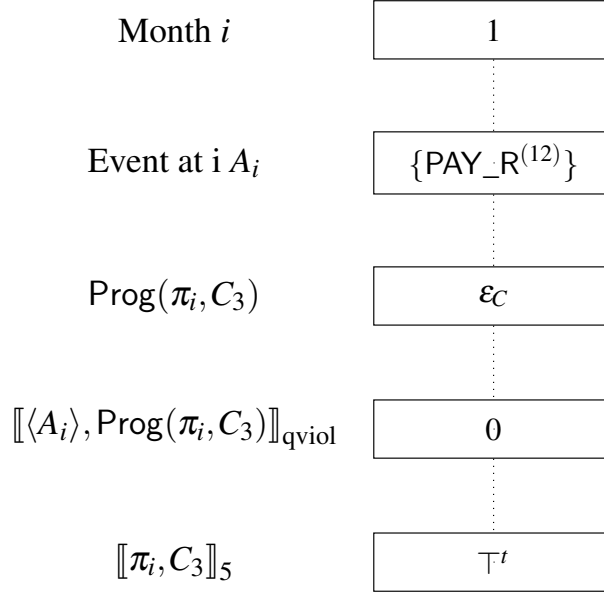 Month i 1
Event at i A_i {PAY_R^(12)}
Prog(π_i, C_3) ε_C
⟦⟨A_i⟩, Prog(π_i, C_3)⟧_qviol 0
⟦π_i, C_3⟧_5 ⊤^t